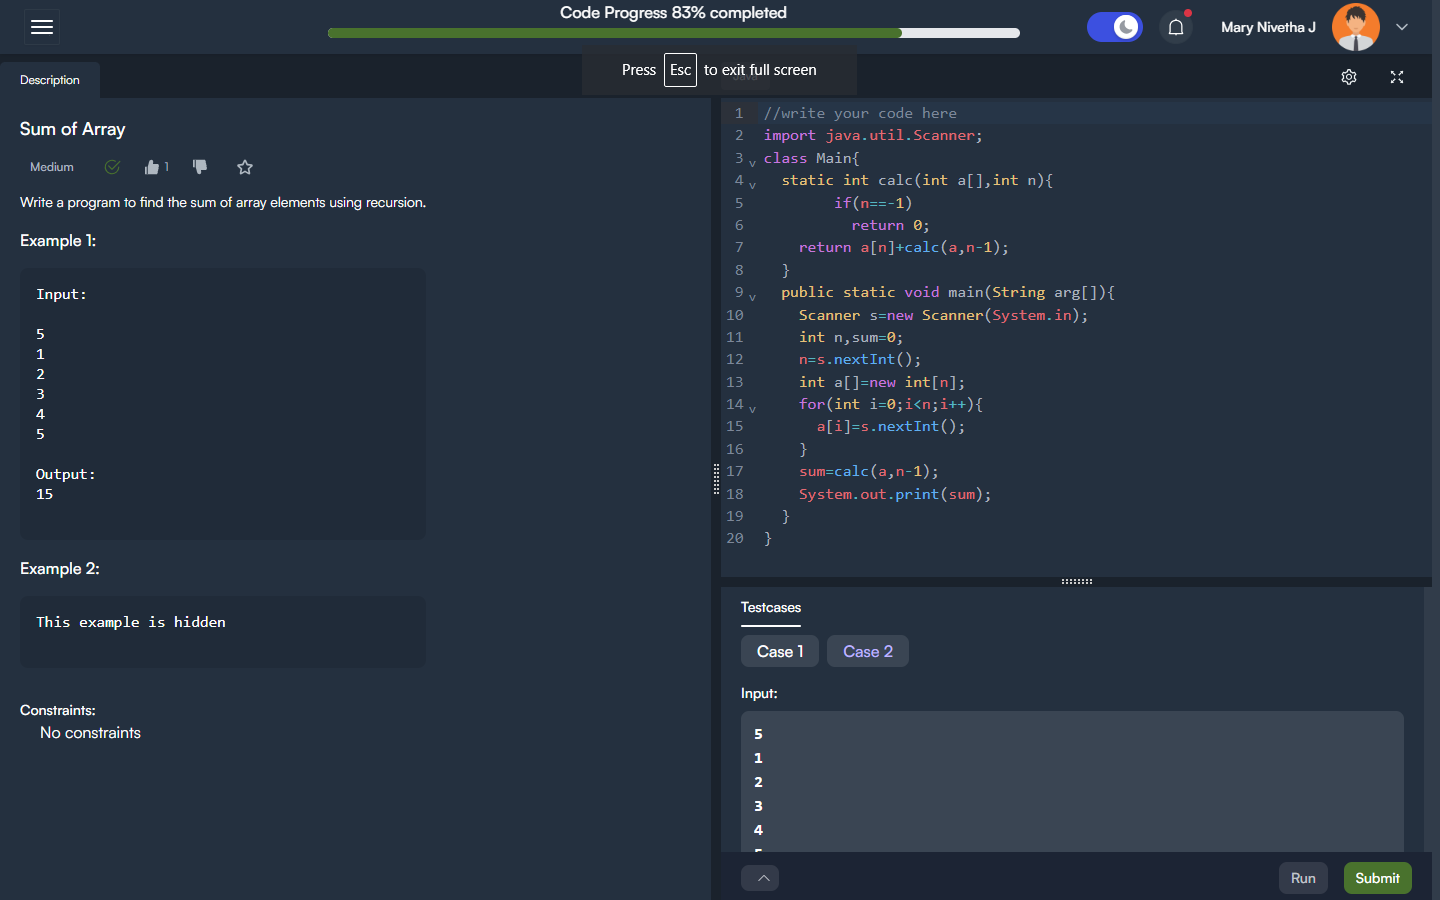 Code Progress 83% completed
Mary Nivetha J
Press Esc to exit full screen
Description
Sum of Array
Medium
1
Write a program to find the sum of array elements using recursion.
Example 1:
Input:
5
1
2
3
4
5
Output:
15
Example 2:
This example is hidden
Constraints:
No constraints
1 //write your code here
2 import java.util.Scanner;
3 class Main{
4 static int calc(int a[],int n){
5 if(n==-1)
6 return 0;
7 return a[n]+calc(a,n-1);
8 }
9 public static void main(String arg[]){
10 Scanner s=new Scanner(System.in);
11 int n,sum=0;
12 n=s.nextInt();
13 int a[]=new int[n];
14 for(int i=0;i<n;i++){
15 a[i]=s.nextInt();
16 }
17 sum=calc(a,n-1);
18 System.out.print(sum);
19 }
20 }
Testcases
Case 1 Case 2
Input:
5
1
2
3
4
Run Submit